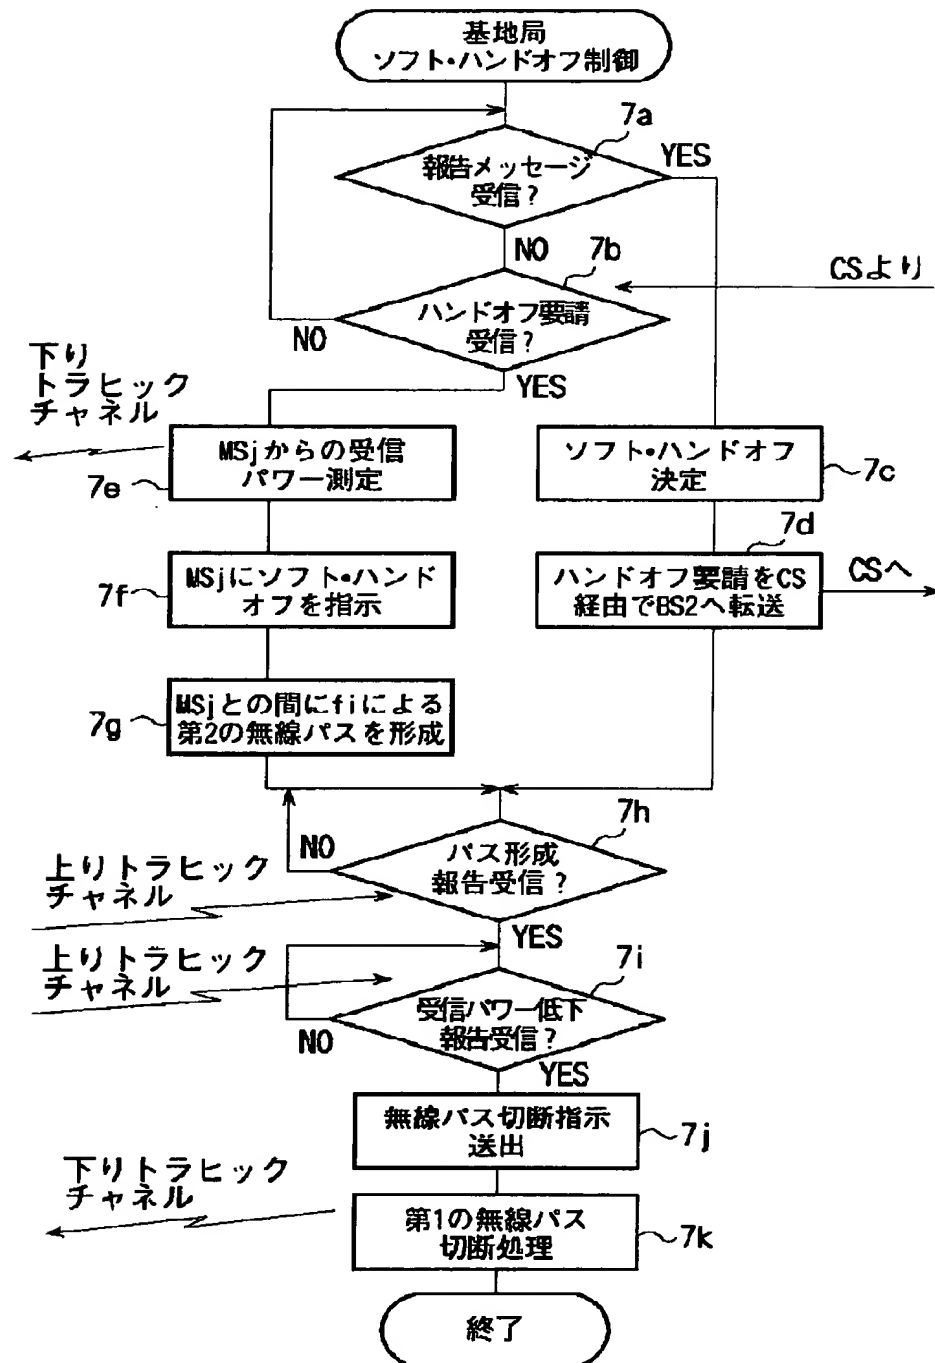 基地局
ソフト・ハンドオフ制御
7a
報告メッセージ
受信?
YES
NO
7b
CSより
ハンドオフ要請
受信?
NO
YES
下り
トラヒック
チャネル
MSjからの受信
パワー測定
7e
ソフト・ハンドオフ
決定
7c
7d
MSjにソフト・ハンド
オフを指示
7f
ハンドオフ要請をCS
経由でBS2へ転送
CSへ
MSjとの間にfiによる
第2の無線パスを形成
7g
7h
NO
パス形成
報告受信?
上りトラヒック
チャネル
YES
上りトラヒック
チャネル
7i
受信パワー低下
報告受信?
NO
YES
無線パス切断指示
送出
7j
下りトラヒック
チャネル
第1の無線パス
切断処理
7k
終了